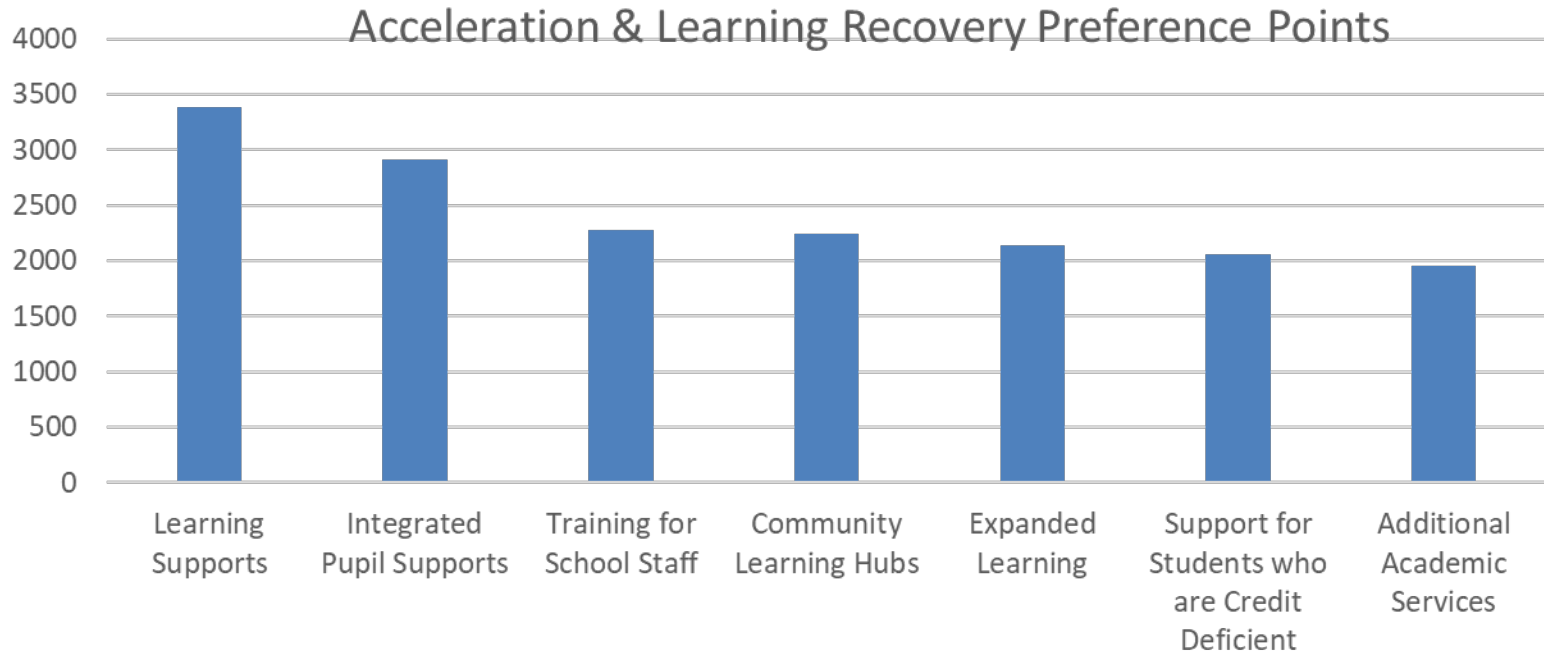 Acceleration & Learning Recovery Preference Points
4000
3500
3000
2500
2000
1500
1000
500
0
Learning
Supports
Integrated
Pupil Supports
Training for
School Staff
Community
Learning Hubs
Expanded
Learning
Support for
Students who
are Credit
Deficient
Additional
Academic
Services